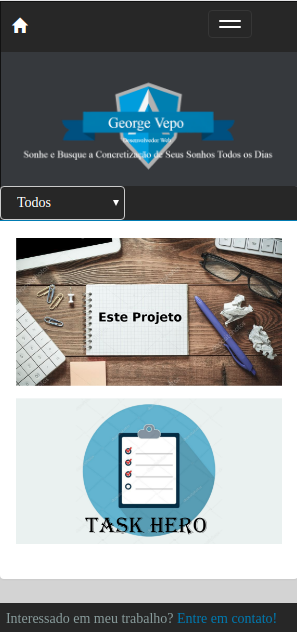 George Vepo
Desenvolvedor Web
Sonhe e Busque a Concretização de Seus Sonhos Todos os Dias
Todos
Este Projeto
TASK HERO
Interessado em meu trabalho? Entre em contato!